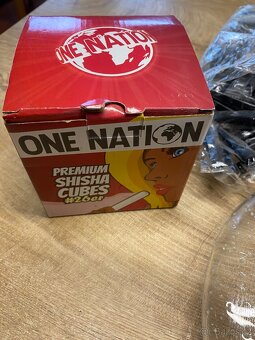 ONE NATION
ONE NATION
PREMIUM
SHISHA
CUBES
#26er